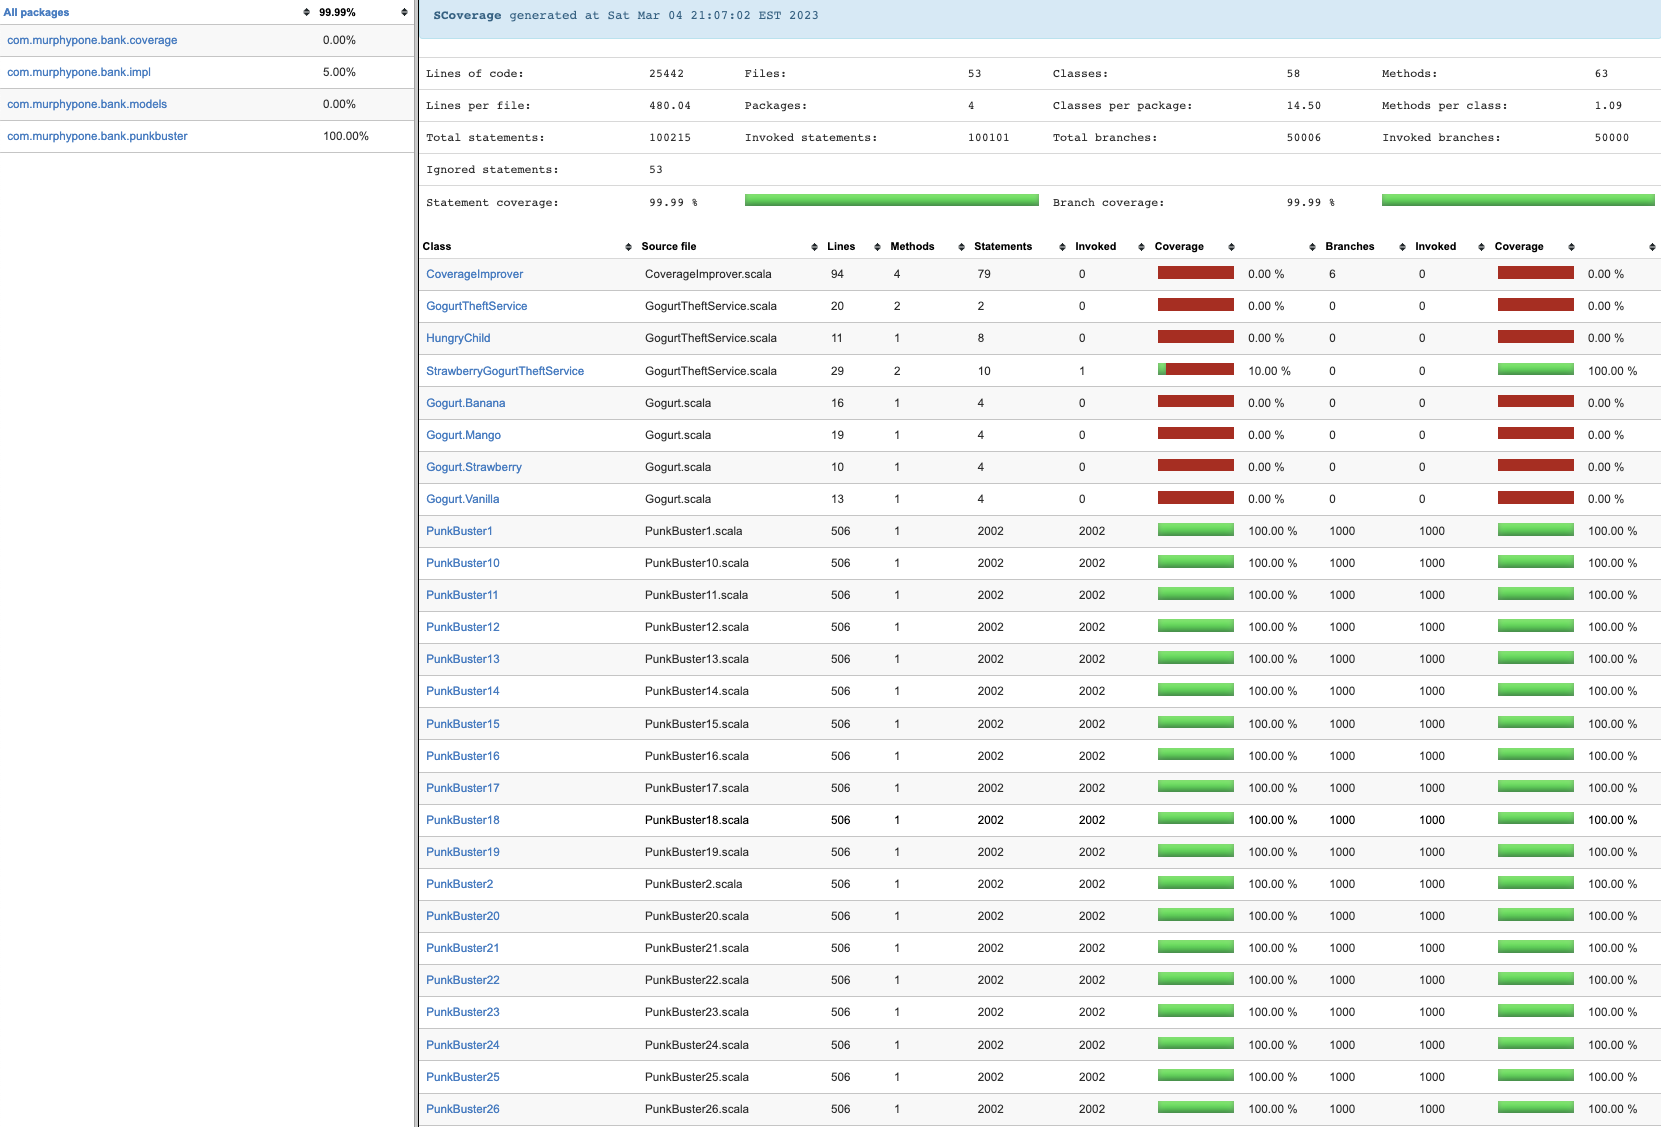 All packages 99.99%
com.murphypone.bank.coverage 0.00%
com.murphypone.bank.impl 5.00%
com.murphypone.bank.models 0.00%
com.murphypone.bank.punkbuster 100.00%
SCoverage generated at Sat Mar 04 21:07:02 EST 2023
Lines of code: 25442 Files: 53 Classes: 58 Methods: 63
Lines per file: 480.04 Packages: 4 Classes per package: 14.50 Methods per class: 1.09
Total statements: 100215 Invoked statements: 100101 Total branches: 50006 Invoked branches: 50000
Ignored statements: 53
Statement coverage: 99.99 % Branch coverage: 99.99 %
Class Source file Lines Methods Statements Invoked Coverage Branches Invoked Coverage
CoverageImprover CoverageImprover.scala 94 4 79 0 0.00 % 6 0 0.00 %
GogurtTheftService GogurtTheftService.scala 20 2 2 0 0.00 % 0 0 0.00 %
HungryChild GogurtTheftService.scala 11 1 8 0 0.00 % 0 0 0.00 %
StrawberryGogurtTheftService GogurtTheftService.scala 29 2 10 1 10.00 % 0 0 100.00 %
Gogurt.Banana Gogurt.scala 16 1 4 0 0.00 % 0 0 0.00 %
Gogurt.Mango Gogurt.scala 19 1 4 0 0.00 % 0 0 0.00 %
Gogurt.Strawberry Gogurt.scala 10 1 4 0 0.00 % 0 0 0.00 %
Gogurt.Vanilla Gogurt.scala 13 1 4 0 0.00 % 0 0 0.00 %
PunkBuster1 PunkBuster1.scala 506 1 2002 2002 100.00 % 1000 1000 100.00 %
PunkBuster10 PunkBuster10.scala 506 1 2002 2002 100.00 % 1000 1000 100.00 %
PunkBuster11 PunkBuster11.scala 506 1 2002 2002 100.00 % 1000 1000 100.00 %
PunkBuster12 PunkBuster12.scala 506 1 2002 2002 100.00 % 1000 1000 100.00 %
PunkBuster13 PunkBuster13.scala 506 1 2002 2002 100.00 % 1000 1000 100.00 %
PunkBuster14 PunkBuster14.scala 506 1 2002 2002 100.00 % 1000 1000 100.00 %
PunkBuster15 PunkBuster15.scala 506 1 2002 2002 100.00 % 1000 1000 100.00 %
PunkBuster16 PunkBuster16.scala 506 1 2002 2002 100.00 % 1000 1000 100.00 %
PunkBuster17 PunkBuster17.scala 506 1 2002 2002 100.00 % 1000 1000 100.00 %
PunkBuster18 PunkBuster18.scala 506 1 2002 2002 100.00 % 1000 1000 100.00 %
PunkBuster19 PunkBuster19.scala 506 1 2002 2002 100.00 % 1000 1000 100.00 %
PunkBuster2 PunkBuster2.scala 506 1 2002 2002 100.00 % 1000 1000 100.00 %
PunkBuster20 PunkBuster20.scala 506 1 2002 2002 100.00 % 1000 1000 100.00 %
PunkBuster21 PunkBuster21.scala 506 1 2002 2002 100.00 % 1000 1000 100.00 %
PunkBuster22 PunkBuster22.scala 506 1 2002 2002 100.00 % 1000 1000 100.00 %
PunkBuster23 PunkBuster23.scala 506 1 2002 2002 100.00 % 1000 1000 100.00 %
PunkBuster24 PunkBuster24.scala 506 1 2002 2002 100.00 % 1000 1000 100.00 %
PunkBuster25 PunkBuster25.scala 506 1 2002 2002 100.00 % 1000 1000 100.00 %
PunkBuster26 PunkBuster26.scala 506 1 2002 2002 100.00 % 1000 1000 100.00 %